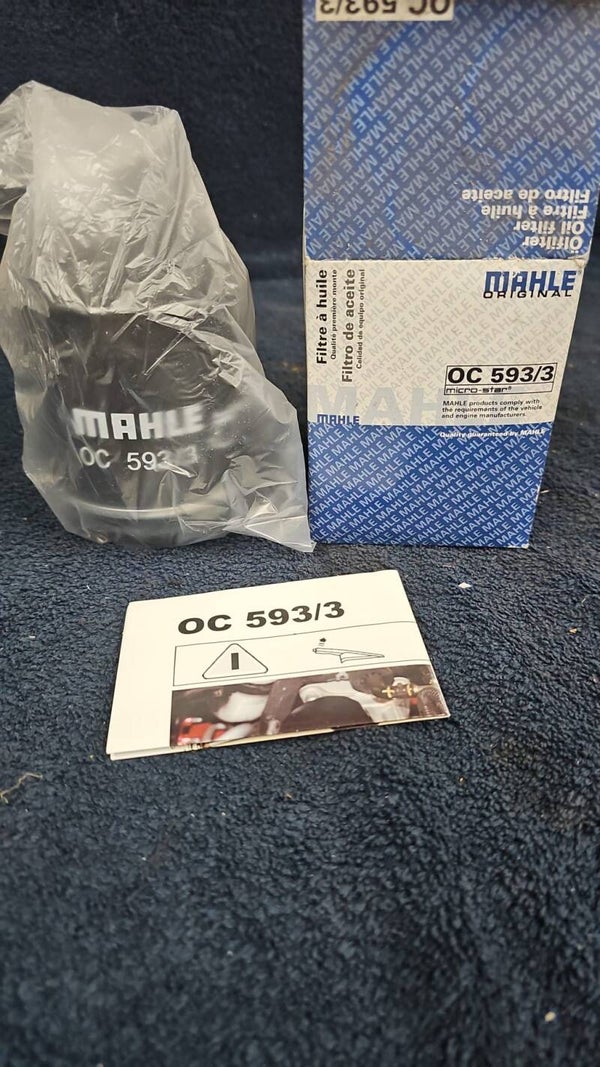 OC 593/3
Ölfilter
Oil filter
Filtre à huile
Filtro de aceite
MAHLE
ORIGINAL
Filtre à huile
Qualité première monte
Filtro de aceite
Calidad de equipo original
OC 593/3
micro-star®
MAHLE products comply with
the requirements of the vehicle
and engine manufacturers.
MAHLE
MAHLE
Quality guaranteed by MAHLE
MAHLE
OC 593/3
OC 593/3